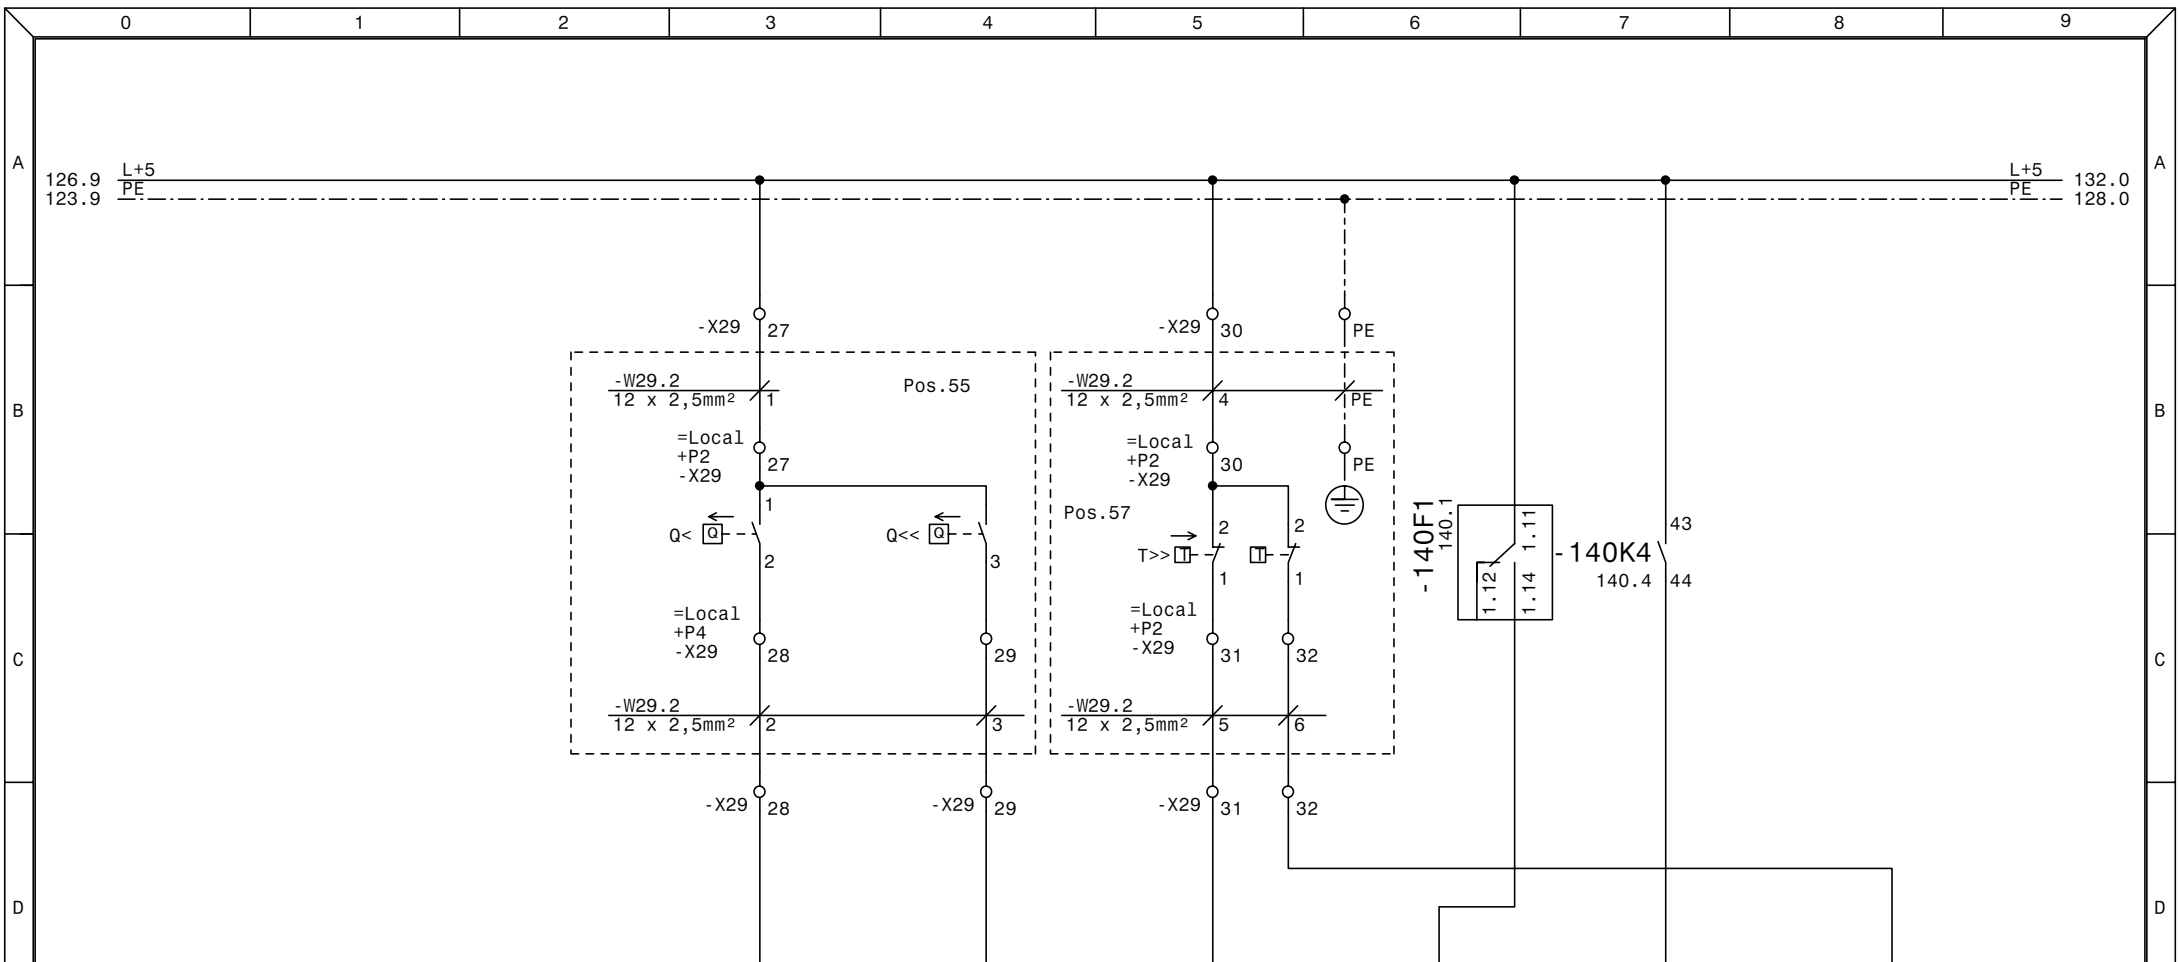 0 1 2 3 4 5 6 7 8 9
A A
L+5 L+5
126.9 132.0
PE PE
123.9 128.0
-X29 27 -X29 30 PE
B B
-W29.2 Pos.55 -W29.2
12 x 2,5mm² 1 12 x 2,5mm² 4 PE
=Local =Local
+P2 27 +P2 30 PE
-X29 -X29
1 Pos.57
Q< Q Q<< Q 2 2
2 3 T>> T T
1 1
-140F1
140.1
1.11
1.12
1.14
43
-140K4
140.4 44
=Local =Local
+P4 +P2
-X29 28 29 -X29 31 32
C C
-W29.2 -W29.2
12 x 2,5mm² 2 3 12 x 2,5mm² 5 6
-X29 28 -X29 29 -X29 31 32
D D